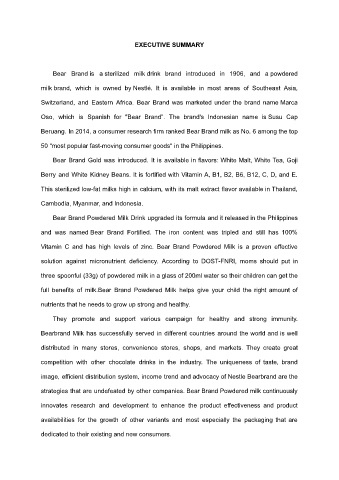 EXECUTIVE SUMMARY
Bear Brand is a sterilized milk drink brand introduced in 1906, and a powdered
milk brand, which is owned by Nestlé. It is available in most areas of Southeast Asia,
Switzerland, and Eastern Africa. Bear Brand was marketed under the brand name Marca
Oso, which is Spanish for "Bear Brand". The brand's Indonesian name is Susu Cap
Beruang. In 2014, a consumer research firm ranked Bear Brand milk as No. 6 among the top
50 "most popular fast-moving consumer goods" in the Philippines.
Bear Brand Gold was introduced. It is available in flavors: White Malt, White Tea, Goji
Berry and White Kidney Beans. It is fortified with Vitamin A, B1, B2, B6, B12, C, D, and E.
This sterilized low-fat milks high in calcium, with its malt extract flavor available in Thailand,
Cambodia, Myanmar, and Indonesia.
Bear Brand Powdered Milk Drink upgraded its formula and it released in the Philippines
and was named Bear Brand Fortified. The iron content was tripled and still has 100%
Vitamin C and has high levels of zinc. Bear Brand Powdered Milk is a proven effective
solution against micronutrient deficiency. According to DOST-FNRI, moms should put in
three spoonful (33g) of powdered milk in a glass of 200ml water so their children can get the
full benefits of milk.Bear Brand Powdered Milk helps give your child the right amount of
nutrients that he needs to grow up strong and healthy.
They promote and support various campaign for healthy and strong immunity.
Bearbrand Milk has successfully served in different countries around the world and is well
distributed in many stores, convenience stores, shops, and markets. They create great
competition with other chocolate drinks in the industry. The uniqueness of taste, brand
image, efficient distribution system, income trend and advocacy of Nestle Bearbrand are the
strategies that are undefeated by other companies. Bear Brand Powdered milk continuously
innovates research and development to enhance the product effectiveness and product
availabilities for the growth of other variants and most especially the packaging that are
dedicated to their existing and new consumers.